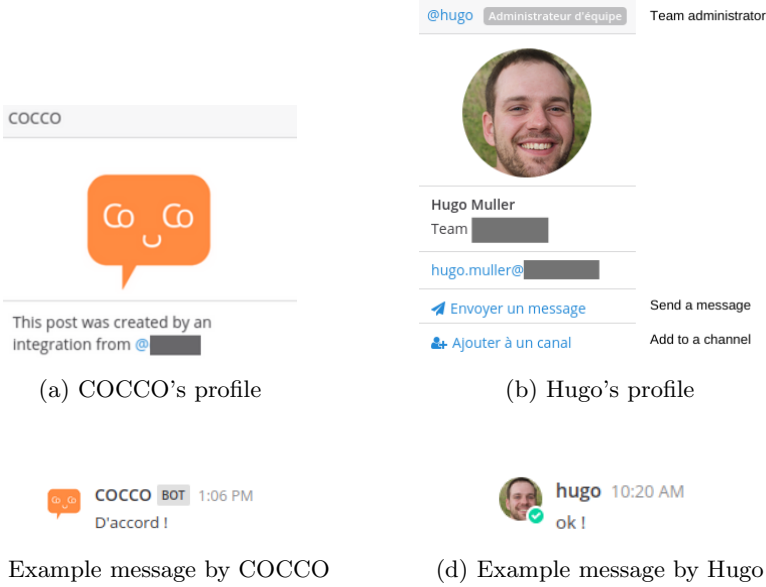 @hugo Administrateur d'équipe Team administrator
COCCO
Co Co
This post was created by an
integration from @
(a) COCCO's profile
Hugo Muller
Team
hugo.muller@
Envoyer un message Send a message
Ajouter à un canal Add to a channel
(b) Hugo's profile
COCCO BOT 1:06 PM
D'accord !
Example message by COCCO
hugo 10:20 AM
ok !
(d) Example message by Hugo